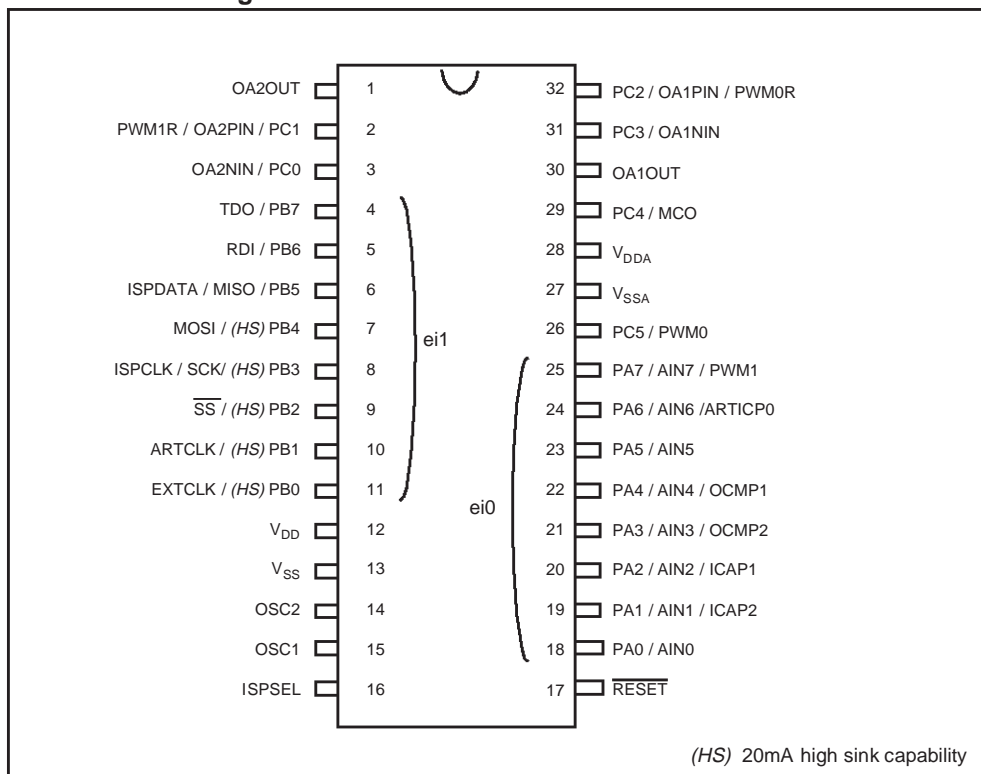 OA2OUT 1 32 PC2 / OA1PIN / PWM0R
PWM1R / OA2PIN / PC1 2 31 PC3 / OA1NIN
OA2NIN / PC0 3 30 OA1OUT
TDO / PB7 4 29 PC4 / MCO
RDI / PB6 5 28 VDDA
ISPDATA / MISO / PB5 6 27 VSSA
MOSI / (HS) PB4 7 26 PC5 / PWM0
ei1
ISPCLK / SCK/ (HS) PB3 8 25 PA7 / AIN7 / PWM1
SS / (HS) PB2 9 24 PA6 / AIN6 /ARTICP0
ARTCLK / (HS) PB1 10 23 PA5 / AIN5
EXTCLK / (HS) PB0 11 22 PA4 / AIN4 / OCMP1
ei0
VDD 12 21 PA3 / AIN3 / OCMP2
VSS 13 20 PA2 / AIN2 / ICAP1
OSC2 14 19 PA1 / AIN1 / ICAP2
OSC1 15 18 PA0 / AIN0
ISPSEL 16 17 RESET
(HS) 20mA high sink capability